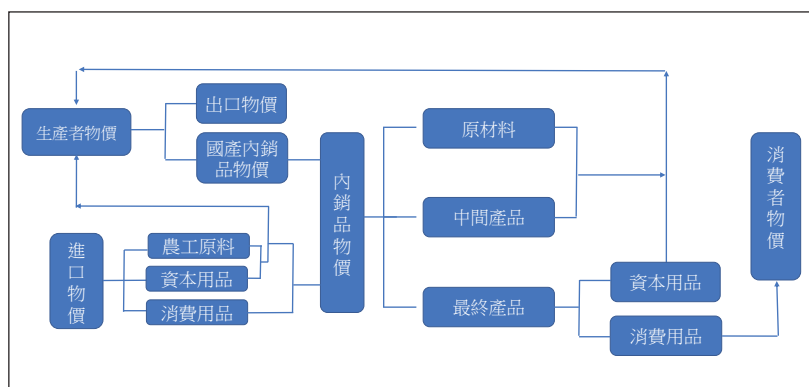 生產者物價
出口物價
國產內銷
品物價
進口物價
農工原料
資本用品
消費用品
內銷品物價
原材料
中間產品
最終產品
資本用品
消費用品
消費者物價